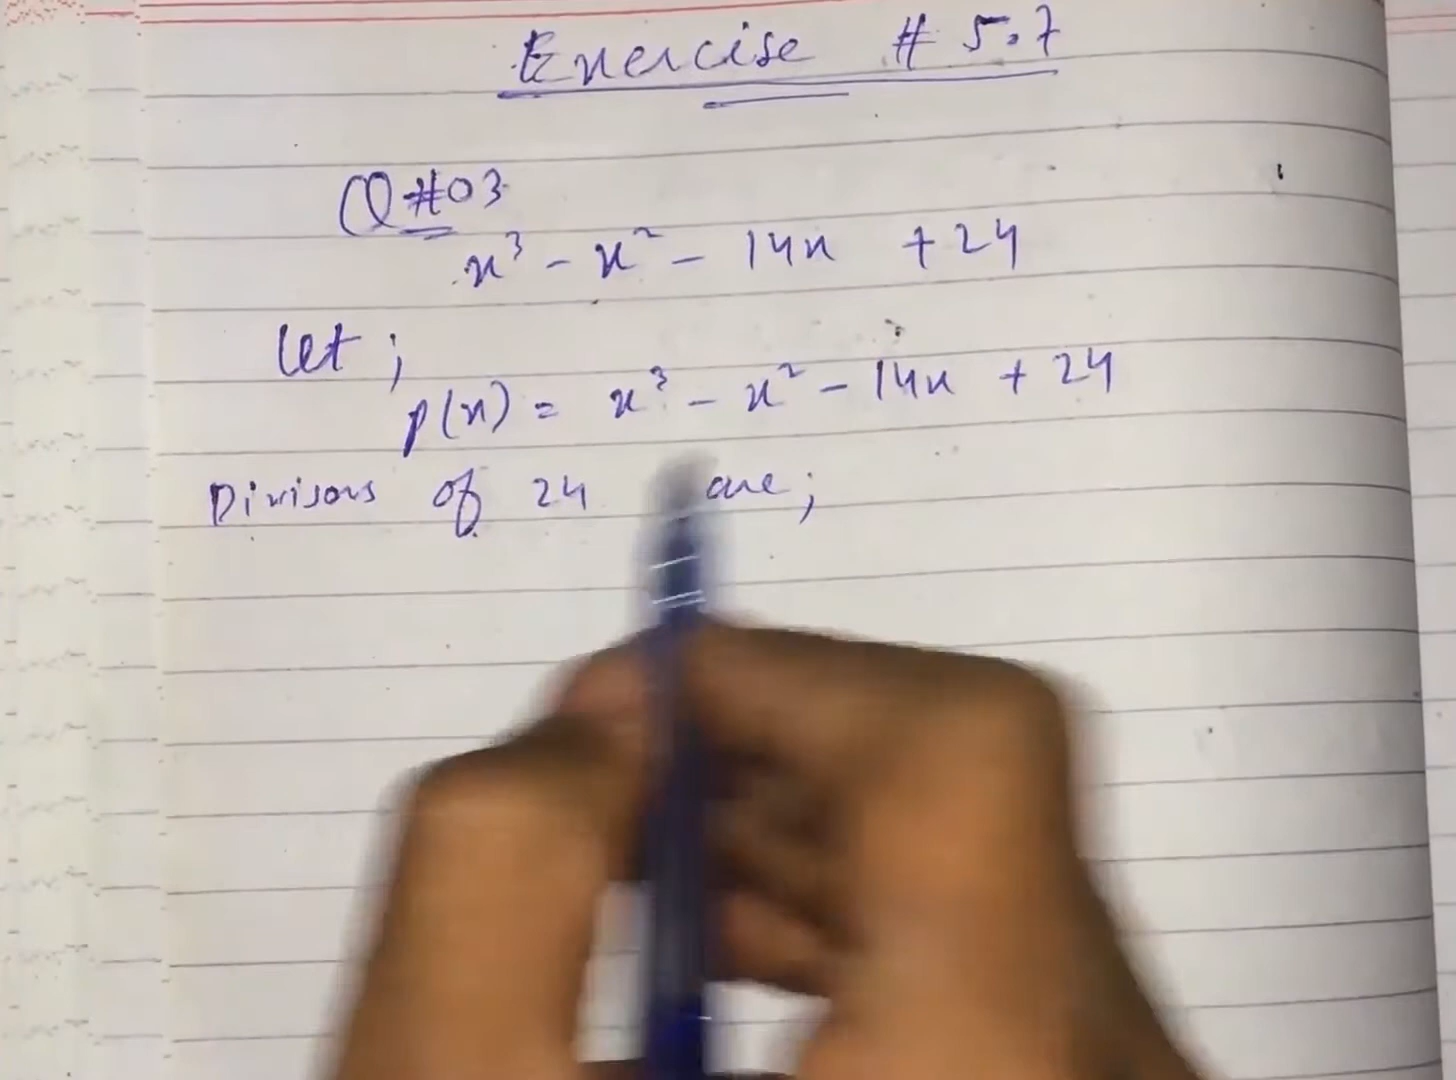 Exercise # 5.7
Q#03
x³ - x² - 14x + 24
Let ;
p(x) = x³ - x² - 14x + 24
Divisors of 24 are;